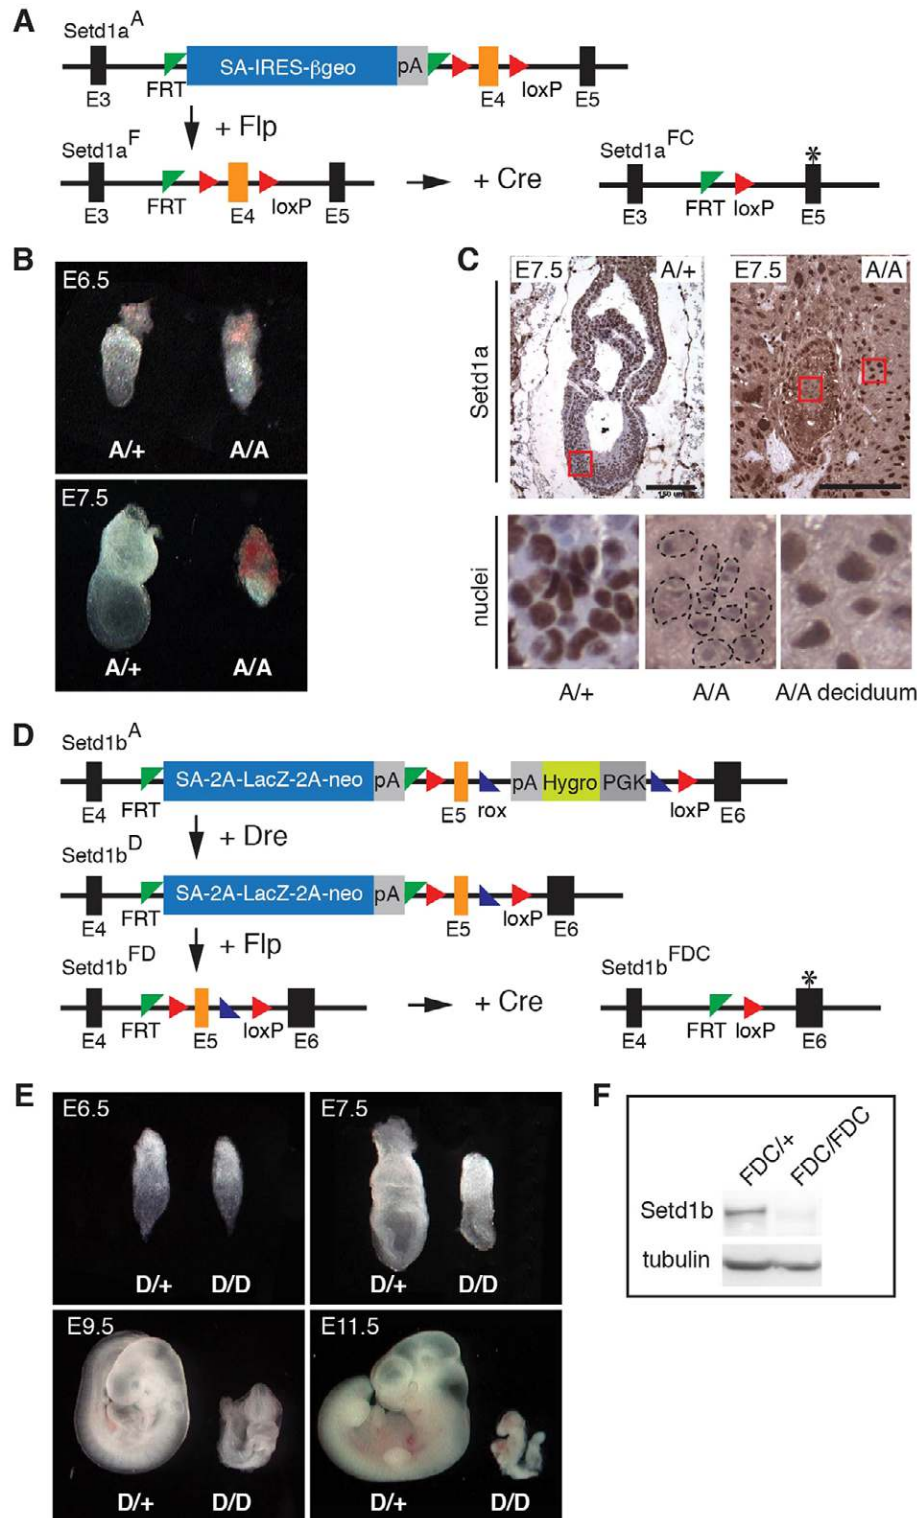 A
Setd1a^A
SA-IRES-βgeo pA
FRT
E3 E4 loxP E5
+ Flp
Setd1a^F
E3 FRT E4 loxP E5
+ Cre
Setd1a^FC
*
E3 FRT loxP E5
B
E6.5
A/+ A/A
E7.5
A/+ A/A
C
Setd1a
E7.5 A/+
150 um
E7.5 A/A
nuclei
A/+ A/A A/A deciduum
D
Setd1b^A
SA-2A-LacZ-2A-neo pA pA Hygro PGK
E4 FRT E5 rox loxP E6
+ Dre
Setd1b^D
SA-2A-LacZ-2A-neo pA
E4 FRT E5 loxP E6
+ Flp
Setd1b^FD
E4 FRT E5 loxP E6
+ Cre
Setd1b^FDC
*
E4 FRT loxP E6
E
E6.5
D/+ D/D
E7.5
D/+ D/D
E9.5
D/+ D/D
E11.5
D/+ D/D
F
FDC/+ FDC/FDC
Setd1b
tubulin